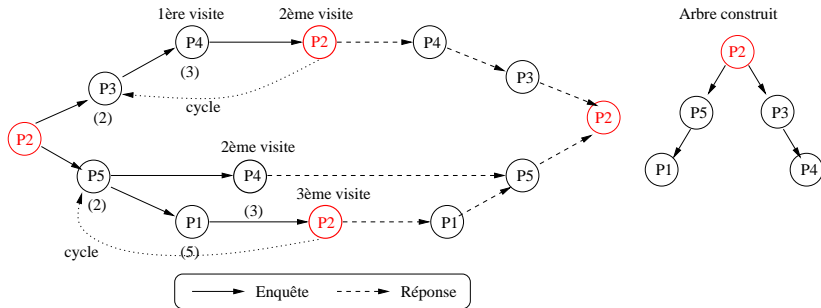 1ère visite
2ème visite
Arbre construit
P4
P2
P4
P2
(3)
P3
P3
P5
P3
cycle
(2)
P2
P2
2ème visite
P1
P4
P5
P4
P5
3ème visite
(2)
P1
(3)
P2
P1
cycle
(5)
Enquête
Réponse